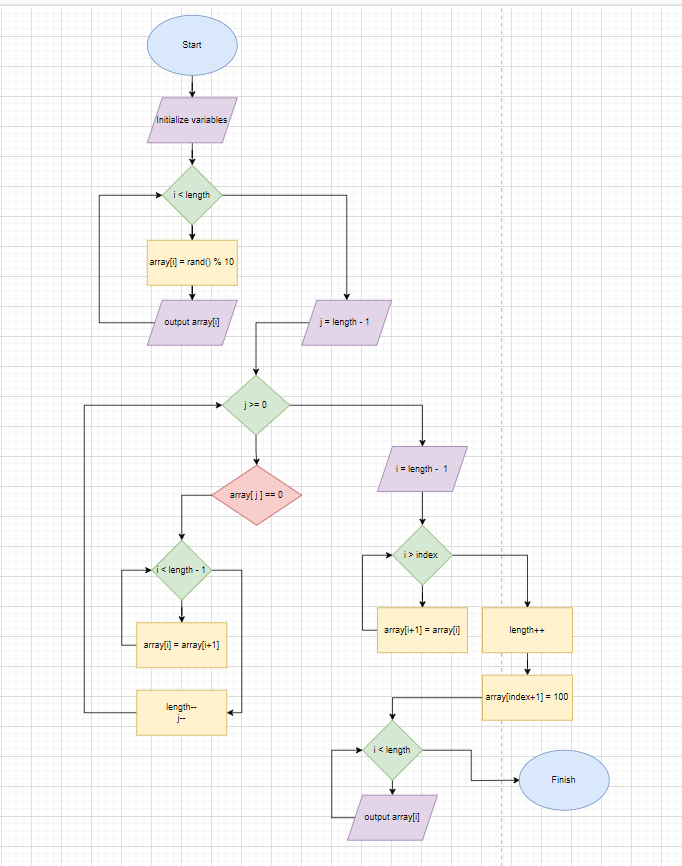 Start
Initialize variables
i < length
array[i] = rand() % 10
output array[i]
j = length - 1
j >= 0
array[ j ] == 0
i < length - 1
array[i] = array[i+1]
length--
j--
i = length - 1
i > index
array[i+1] = array[i]
length++
array[index+1] = 100
i < length
output array[i]
Finish